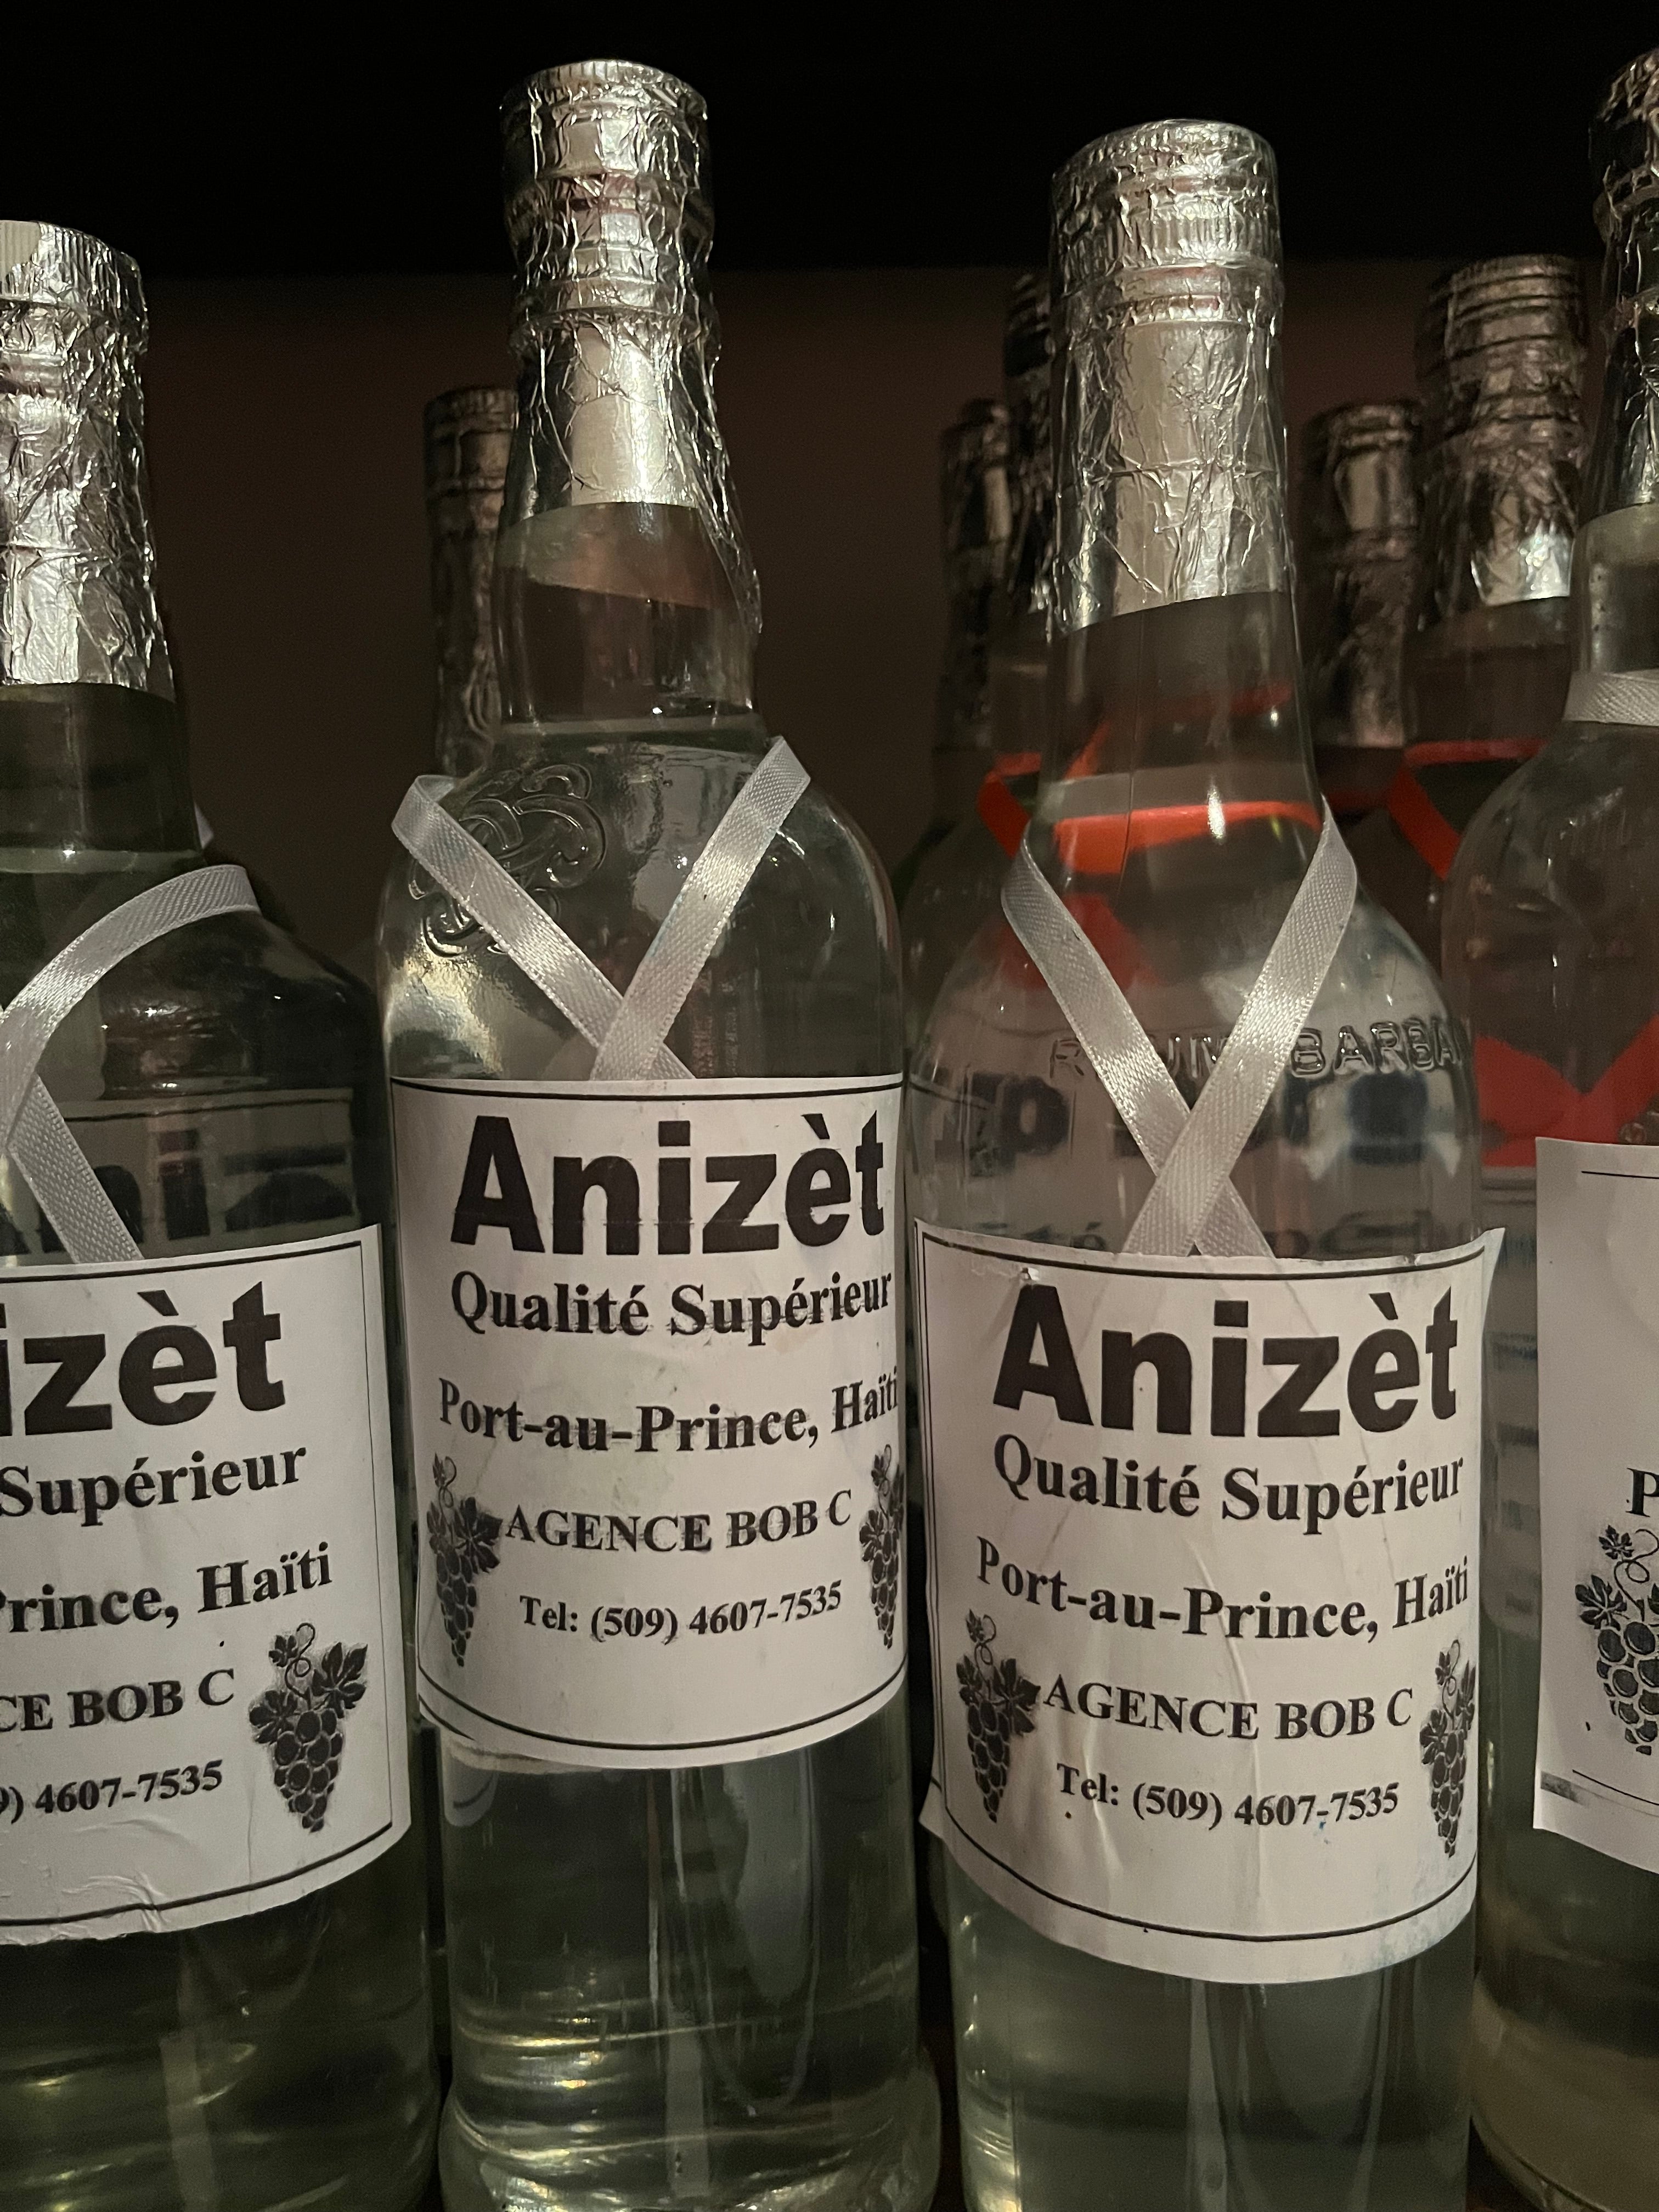 izèt
Supérieur
Prince, Haïti
CE BOB C
9) 4607-7535
Anizèt
Qualité Supérieur
Port-au-Prince, Haïti
AGENCE BOB C
Tel: (509) 4607-7535
RHUM BARBA
Anizèt
Qualité Supérieur
Port-au-Prince, Haïti
AGENCE BOB C
Tel: (509) 4607-7535
P